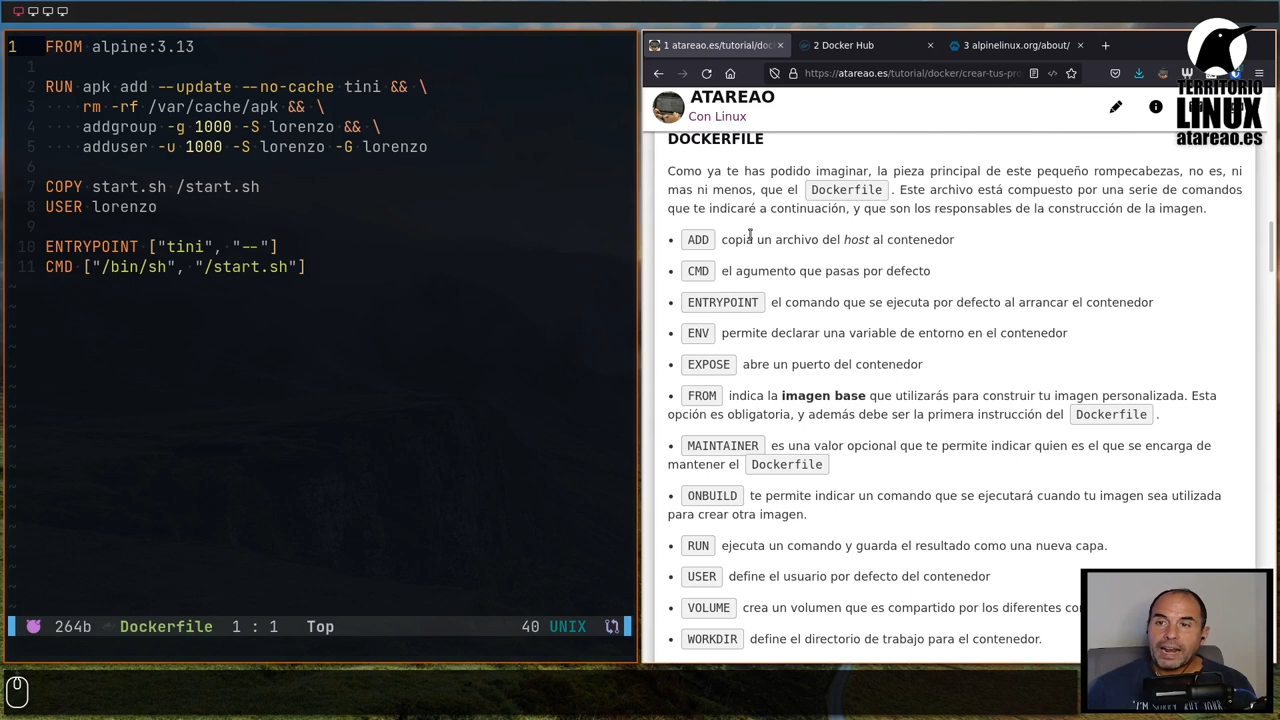 1 FROM alpine:3.13
1
2 RUN apk add --update --no-cache tini && \
3 ····rm -rf /var/cache/apk && \
4 ····addgroup -g 1000 -S lorenzo && \
5 ····adduser -u 1000 -S lorenzo -G lorenzo
6
7 COPY start.sh /start.sh
8 USER lorenzo
9
10 ENTRYPOINT ["tini", "--"]
11 CMD ["/bin/sh", "/start.sh"]
264b Dockerfile 1 : 1 Top 40 UNIX
1 atareao.es/tutorial/doc
2 Docker Hub
3 alpinelinux.org/about/
https://atareao.es/tutorial/docker/crear-tus-pro
ATAREAO
Con Linux
TERRITORIO
LINUX
atareao.es
DOCKERFILE
Como ya te has podido imaginar, la pieza principal de este pequeño rompecabezas, no es, ni
mas ni menos, que el Dockerfile . Este archivo está compuesto por una serie de comandos
que te indicaré a continuación, y que son los responsables de la construcción de la imagen.
• ADD copia un archivo del host al contenedor
• CMD el agumento que pasas por defecto
• ENTRYPOINT el comando que se ejecuta por defecto al arrancar el contenedor
• ENV permite declarar una variable de entorno en el contenedor
• EXPOSE abre un puerto del contenedor
• FROM indica la imagen base que utilizarás para construir tu imagen personalizada. Esta
opción es obligatoria, y además debe ser la primera instrucción del Dockerfile .
• MAINTAINER es una valor opcional que te permite indicar quien es el que se encarga de
mantener el Dockerfile
• ONBUILD te permite indicar un comando que se ejecutará cuando tu imagen sea utilizada
para crear otra imagen.
• RUN ejecuta un comando y guarda el resultado como una nueva capa.
• USER define el usuario por defecto del contenedor
• VOLUME crea un volumen que es compartido por los diferentes
• WORKDIR define el directorio de trabajo para el contenedor.